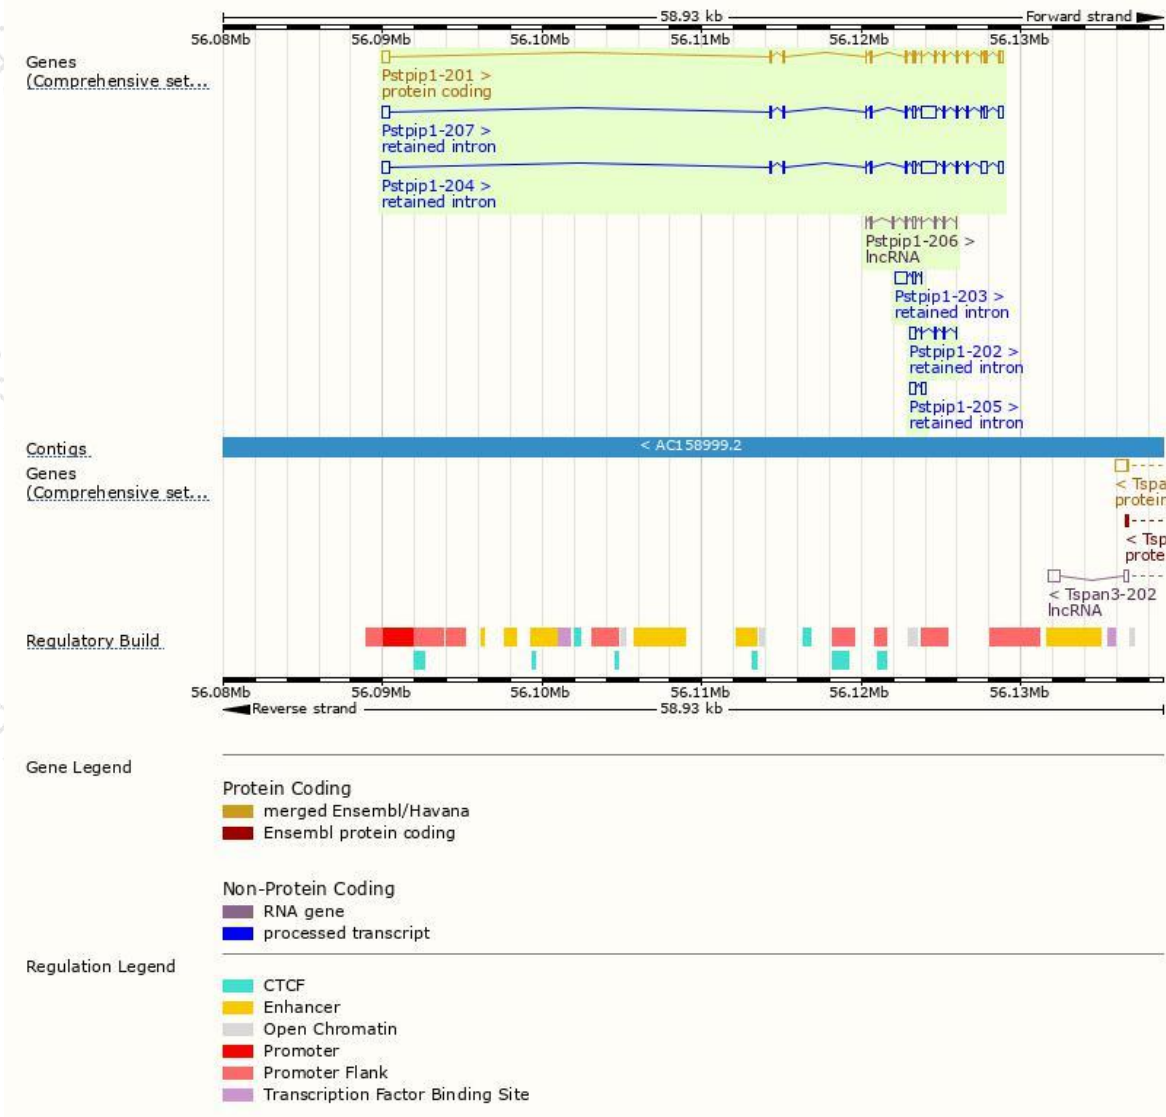 58.93 kb Forward strand
56.08Mb 56.09Mb 56.10Mb 56.11Mb 56.12Mb 56.13Mb
Genes
(Comprehensive set...
Pstpip1-201 >
protein coding
Pstpip1-207 >
retained intron
Pstpip1-204 >
retained intron
Pstpip1-206 >
lncRNA
Pstpip1-203 >
retained intron
Pstpip1-202 >
retained intron
Pstpip1-205 >
retained intron
Contigs
< AC158999.2
Genes
(Comprehensive set...
< Tspa
protein
< Tsp
prote
< Tspan3-202
lncRNA
Regulatory Build
56.08Mb 56.09Mb 56.10Mb 56.11Mb 56.12Mb 56.13Mb
Reverse strand 58.93 kb
Gene Legend
Protein Coding
merged Ensembl/Havana
Ensembl protein coding
Non-Protein Coding
RNA gene
processed transcript
Regulation Legend
CTCF
Enhancer
Open Chromatin
Promoter
Promoter Flank
Transcription Factor Binding Site